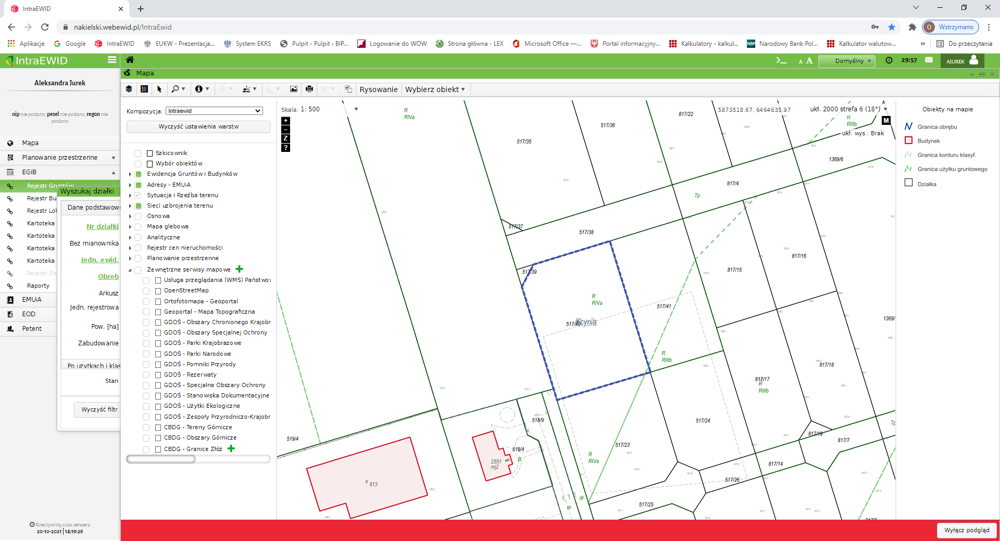 IntraEWID
nakielski.webewid.pl/IntraEwid
Wstrzymano
Aplikacje
Google
IntraEWID
EUKW - Prezentacja...
System EKRS
Pulpit - Pulpit ‹ BIP...
Logowanie do WOW
Strona główna - LEX
Microsoft Office —...
Portal informacyjny...
Kalkulatory - kalkul...
Narodowy Bank Pol...
Kalkulator walutow...
»
Do przeczytania
IntraEWID
A A
Domyślny
29:57
AJUREK
Mapa
Aleksandra Jurek
nip nie podano, pesel nie podano, regon nie
podano
Mapa
Planowanie przestrzenne
EGiB
Rejestr Gruntów
Rejestr Bu
Rejestr Lo
Kartoteka
Kartoteka
Kartoteka
Kartoteka
Rejestr Zm
Raporty
EMUiA
EOD
Petent
Rzeczywisty czas serwera
20-10-2021 | 14:19:29
Wyszukaj działki
Dane podstawow
Nr działki
Bez mianownika
Jedn. ewid.
Obręb
Arkusz
Jedn. rejestrowa
Pow. [ha]
Zabudowanie
Po użytkach i klas
Stan
Wyczyść filtr
Rysowanie
Wybierz obiekt
Kompozycja: Intraewid
Wyczyść ustawienia warstw
Szkicownik
Wybór obiektów
Ewidencja Gruntów i Budynków
Adresy - EMUiA
Sytuacja i Rzeźba terenu
Sieci uzbrojenia terenu
Osnowa
Mapa glebowa
Analityczne
Rejestr cen nieruchomości
Planowanie przestrzenne
Zewnętrzne serwisy mapowe
Usługa przeglądania (WMS) Państwow
OpenStreetMap
Ortofotomapa - Geoportal
Geoportal - Mapa Topograficzna
GDOŚ - Obszary Chronionego Krajobr
GDOŚ - Obszary Specjalnej Ochrony
GDOŚ - Parki Krajobrazowe
GDOŚ - Parki Narodowe
GDOŚ - Pomniki Przyrody
GDOŚ - Rezerwaty
GDOŚ - Specjalne Obszary Ochrony
GDOŚ - Stanowiska Dokumentacyjne
GDOŚ - Użytki Ekologiczne
GDOŚ - Zespoły Przyrodniczo-Krajobr
CBDG - Tereny Górnicze
CBDG - Obszary Górnicze
CBDG - Granice Złóż
Skala: 1: 500
+
−
Z
?
5873518.67, 6464635.97
ukł. 2000 strefa 6 (18°)
M
ukł. wys.: Brak
R
RIVa
517/35
517/36
817/22
R
RIIIb
1369/6
817/4
Tp
517/37
517/38
517/39
817/15
817/16
R
RIVa
517/41
Kcynia
1369/
R
RIIIb
817/17
R
RIIIb
817/18
517/24
817/19
817/7
Tp
519/4
518/9
518/4
B
5
2551
mj2
s 813
517/23
R
RIVa
817/14
517/26
517/25
dr
dr
Obiekty na mapie
Granica obrębu
Budynek
Granica konturu klasyf.
Granica użytku gruntowego
Działka
Wyłącz podgląd